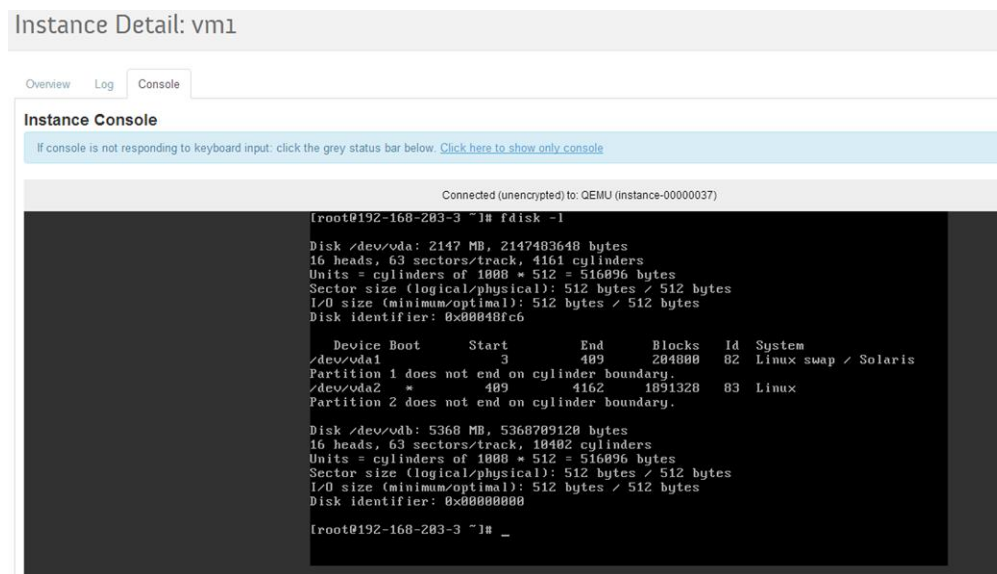 Instance Detail: vm1
Overview Log Console
Instance Console
If console is not responding to keyboard input: click the grey status bar below. Click here to show only console
Connected (unencrypted) to: QEMU (instance-00000037)
[root@192-168-203-3 ~]# fdisk -l
Disk /dev/vda: 2147 MB, 2147483648 bytes
16 heads, 63 sectors/track, 4161 cylinders
Units = cylinders of 1008 * 512 = 516096 bytes
Sector size (logical/physical): 512 bytes / 512 bytes
I/O size (minimum/optimal): 512 bytes / 512 bytes
Disk identifier: 0x00048fc6
Device Boot Start End Blocks Id System
/dev/vda1 3 409 204800 82 Linux swap / Solaris
Partition 1 does not end on cylinder boundary.
/dev/vda2 * 409 4162 1891328 83 Linux
Partition 2 does not end on cylinder boundary.
Disk /dev/vdb: 5368 MB, 5368709120 bytes
16 heads, 63 sectors/track, 10402 cylinders
Units = cylinders of 1008 * 512 = 516096 bytes
Sector size (logical/physical): 512 bytes / 512 bytes
I/O size (minimum/optimal): 512 bytes / 512 bytes
Disk identifier: 0x00000000
[root@192-168-203-3 ~]# _